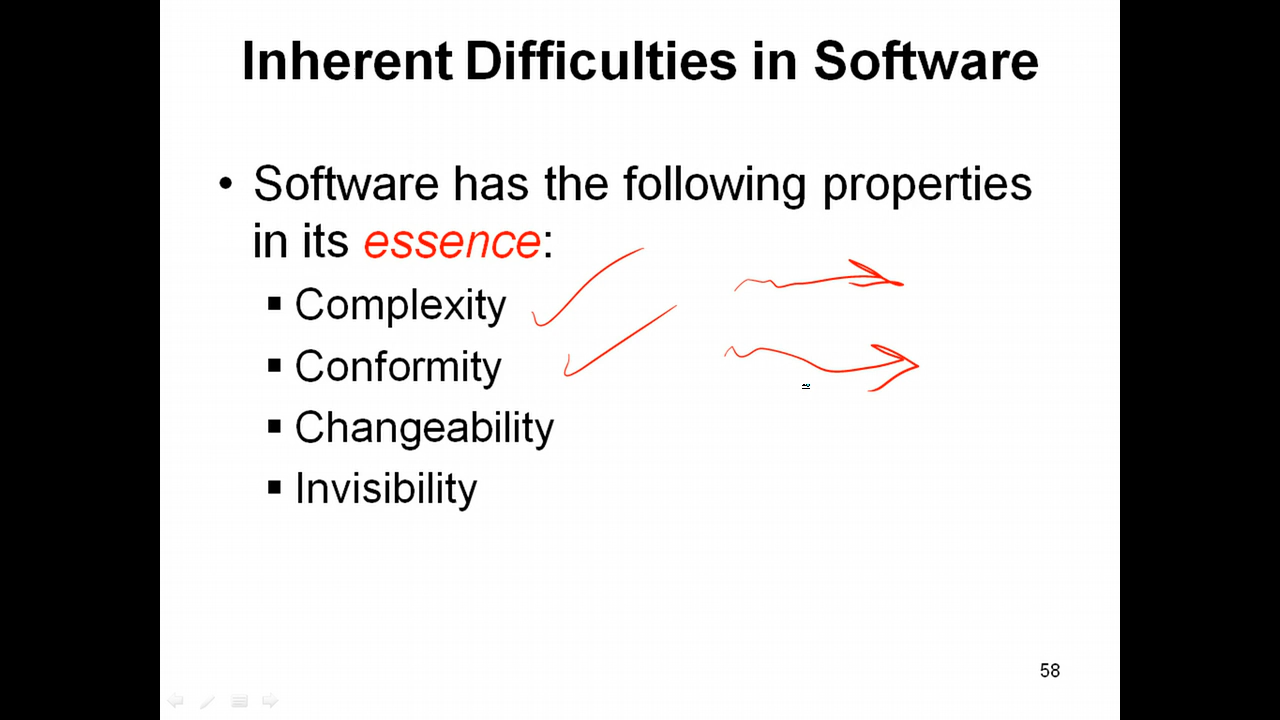 Inherent Difficulties in Software
• Software has the following properties
in its essence:
▪ Complexity
▪ Conformity
▪ Changeability
▪ Invisibility
58